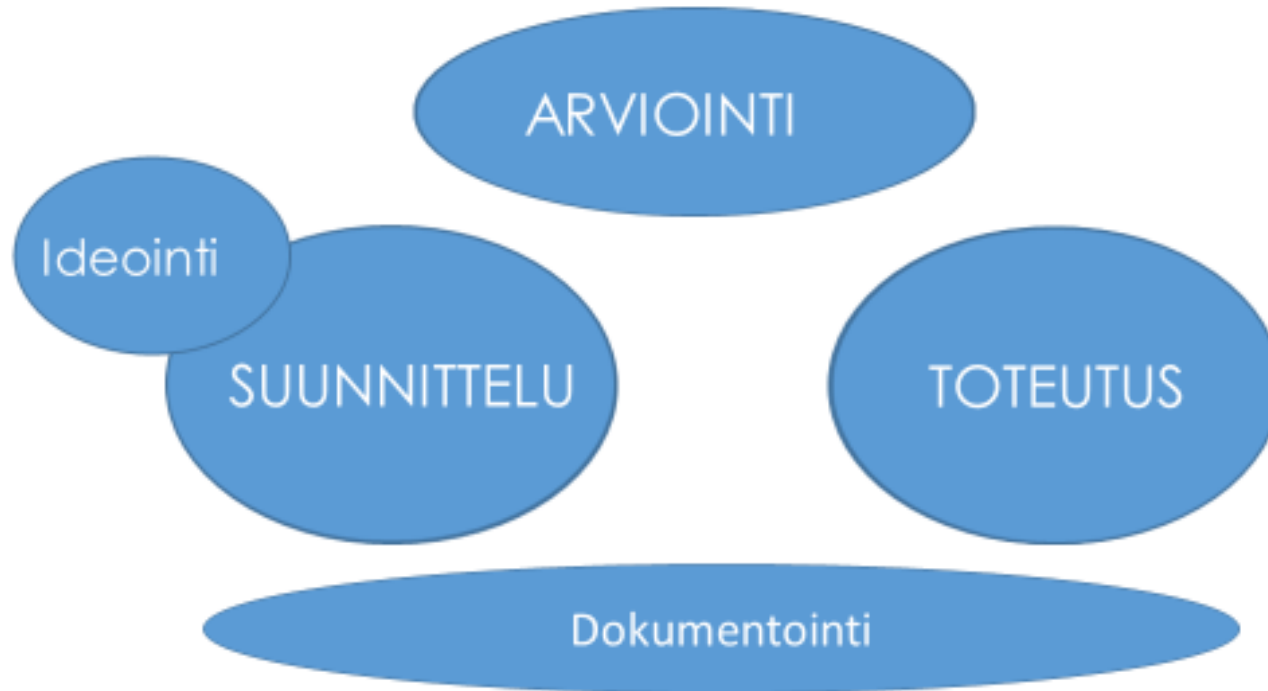 ARVIOINTI
Ideointi
SUUNNITTELU
TOTEUTUS
Dokumentointi